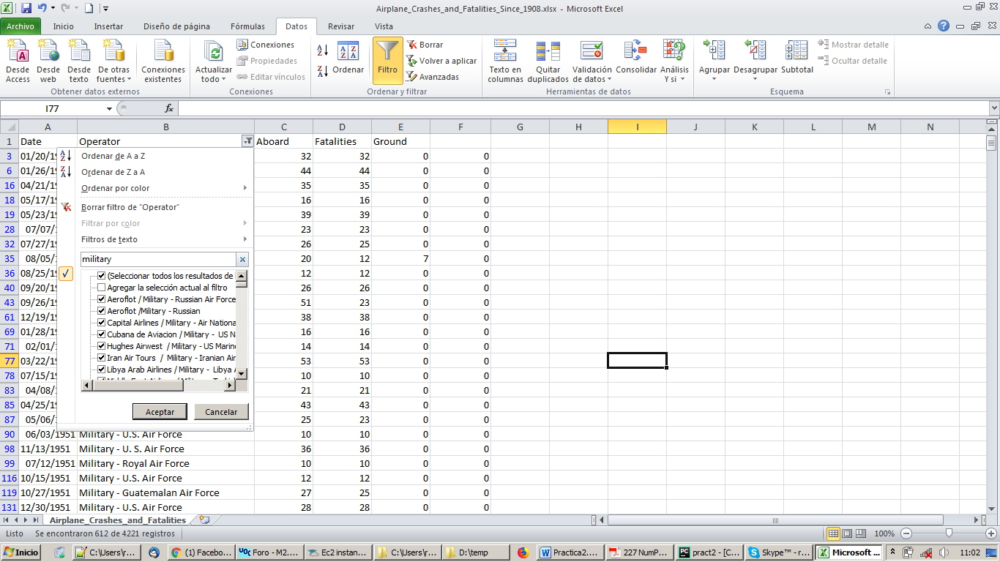 Airplane_Crashes_and_Fatalities_Since_1908.xlsx - Microsoft Excel
Archivo Inicio Insertar Diseño de página Fórmulas Datos Revisar Vista
Desde Access
Desde web
Desde texto
De otras fuentes
Conexiones existentes
Obtener datos externos
Actualizar todo
Conexiones
Propiedades
Editar vínculos
Conexiones
Ordenar
Filtro
Borrar
Volver a aplicar
Avanzadas
Ordenar y filtrar
Texto en columnas
Quitar duplicados
Validación de datos
Consolidar
Análisis Y si
Herramientas de datos
Agrupar
Desagrupar
Subtotal
Mostrar detalle
Ocultar detalle
Esquema
I77 fx
A B C D E F G H I J K L M N
1 Date Operator Aboard Fatalities Ground
3 01/20/19 32 32 0 0
6 01/26/19 44 44 0 0
16 04/21/19 35 35 0 0
18 05/17/19 16 16 0 0
19 05/23/19 39 39 0 0
28 07/07/1 23 23 0 0
32 07/27/19 26 25 0 0
35 08/05/1 20 12 7 0
36 08/25/19 12 12 0 0
40 09/20/19 26 26 0 0
43 09/26/19 51 23 0 0
61 12/19/19 38 38 0 0
69 01/28/19 16 16 0 0
71 02/01/1 14 14 0 0
77 03/22/19 53 53 0 0
78 07/15/19 10 10 0 0
83 04/08/1 21 21 0 0
85 04/25/19 43 43 0 0
87 05/06/1 25 23 0 0
90 06/03/1951 Military - U.S. Air Force 10 10 0 0
98 11/13/1951 Military - U. S. Air Force 36 36 0 0
99 07/12/1951 Military - Royal Air Force 10 10 0 0
116 10/15/1951 Military - U.S. Air Force 12 12 0 0
119 10/27/1951 Military - Guatemalan Air Force 27 25 0 0
131 12/30/1951 Military - U.S. Air Force 28 28 0 0
Ordenar de A a Z
Ordenar de Z a A
Ordenar por color
Borrar filtro de "Operator"
Filtrar por color
Filtros de texto
military
(Seleccionar todos los resultados de
Agregar la selección actual al filtro
Aeroflot / Military - Russian Air Force
Aeroflot /Military - Russian
Capital Airlines / Military - Air Nationa
Cubana de Aviacion / Military - US N
Hughes Airwest / Military - US Marine
Iran Air Tours / Military - Iranian Air
Libya Arab Airlines / Military - Libya A
Aceptar Cancelar
Airplane_Crashes_and_Fatalities
Listo Se encontraron 612 de 4221 registros 100%
Inicio C:\Users\r... (1) Facebo... UOC Foro - M2.... Ec2 instan... C:\Users\r... D:\temp Practica2.... 227 NumP... pract2 - [C... Skype™ - r... Microsoft ... 11:02